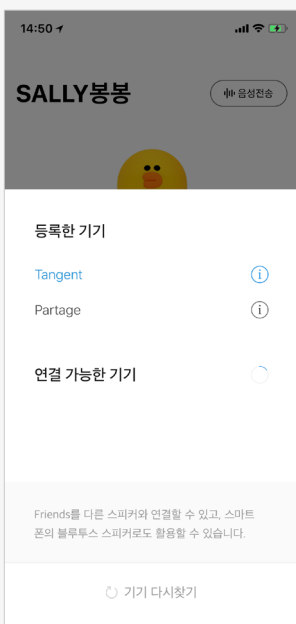 14:50
SALLY봉봉
음성전송
등록한 기기
Tangent
Partage
연결 가능한 기기
Friends를 다른 스피커와 연결할 수 있고, 스마트
폰의 블루투스 스피커로도 활용할 수 있습니다.
기기 다시찾기